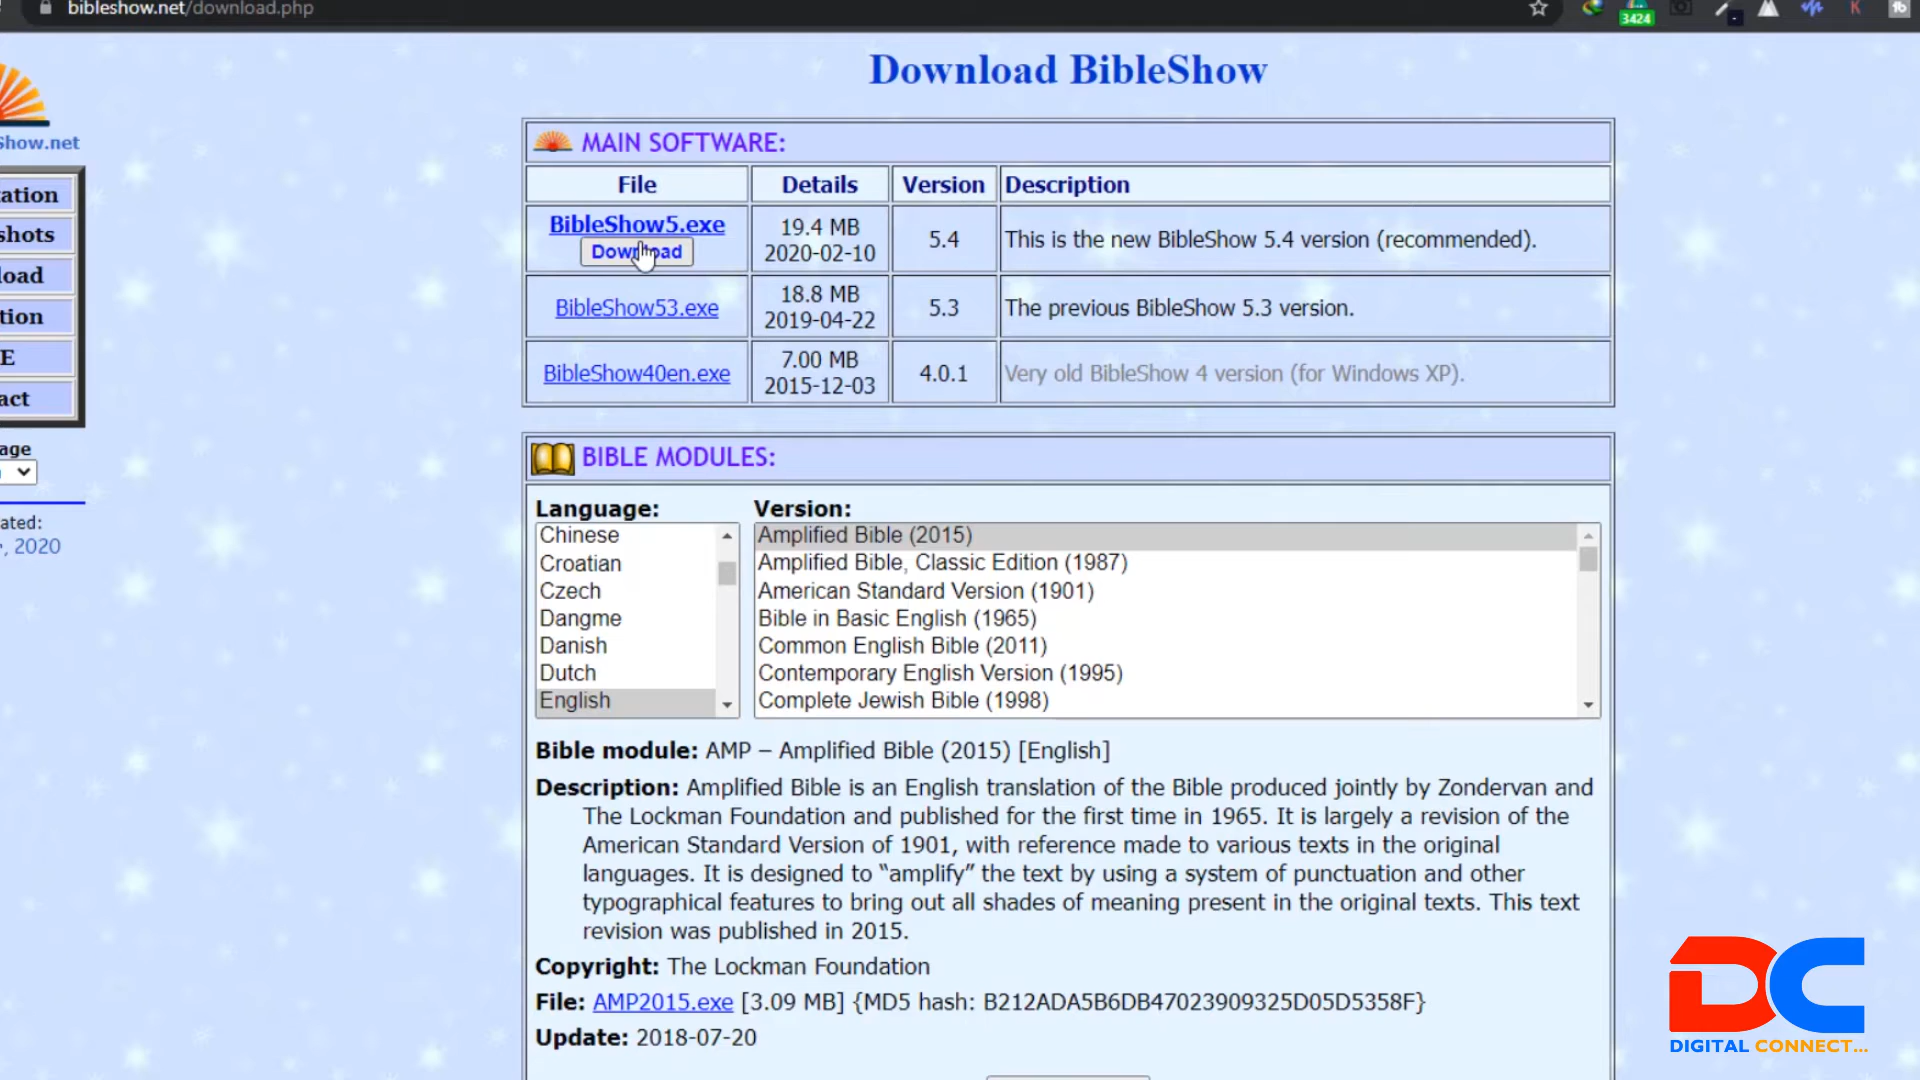 bibleshow.net/download.php
3424
Download BibleShow
Show.net
MAIN SOFTWARE:
File Details Version Description
BibleShow5.exe
Download
19.4 MB
2020-02-10
5.4
This is the new BibleShow 5.4 version (recommended).
BibleShow53.exe
18.8 MB
2019-04-22
5.3
The previous BibleShow 5.3 version.
BibleShow40en.exe
7.00 MB
2015-12-03
4.0.1
Very old BibleShow 4 version (for Windows XP).
tation
shots
load
tion
E
act
age
ated:
, 2020
BIBLE MODULES:
Language: Version:
Chinese
Croatian
Czech
Dangme
Danish
Dutch
English
Amplified Bible (2015)
Amplified Bible, Classic Edition (1987)
American Standard Version (1901)
Bible in Basic English (1965)
Common English Bible (2011)
Contemporary English Version (1995)
Complete Jewish Bible (1998)
Bible module: AMP – Amplified Bible (2015) [English]
Description: Amplified Bible is an English translation of the Bible produced jointly by Zondervan and
The Lockman Foundation and published for the first time in 1965. It is largely a revision of the
American Standard Version of 1901, with reference made to various texts in the original
languages. It is designed to “amplify” the text by using a system of punctuation and other
typographical features to bring out all shades of meaning present in the original texts. This text
revision was published in 2015.
Copyright: The Lockman Foundation
File: AMP2015.exe [3.09 MB] {MD5 hash: B212ADA5B6DB47023909325D05D5358F}
Update: 2018-07-20
DC
DIGITAL CONNECT...